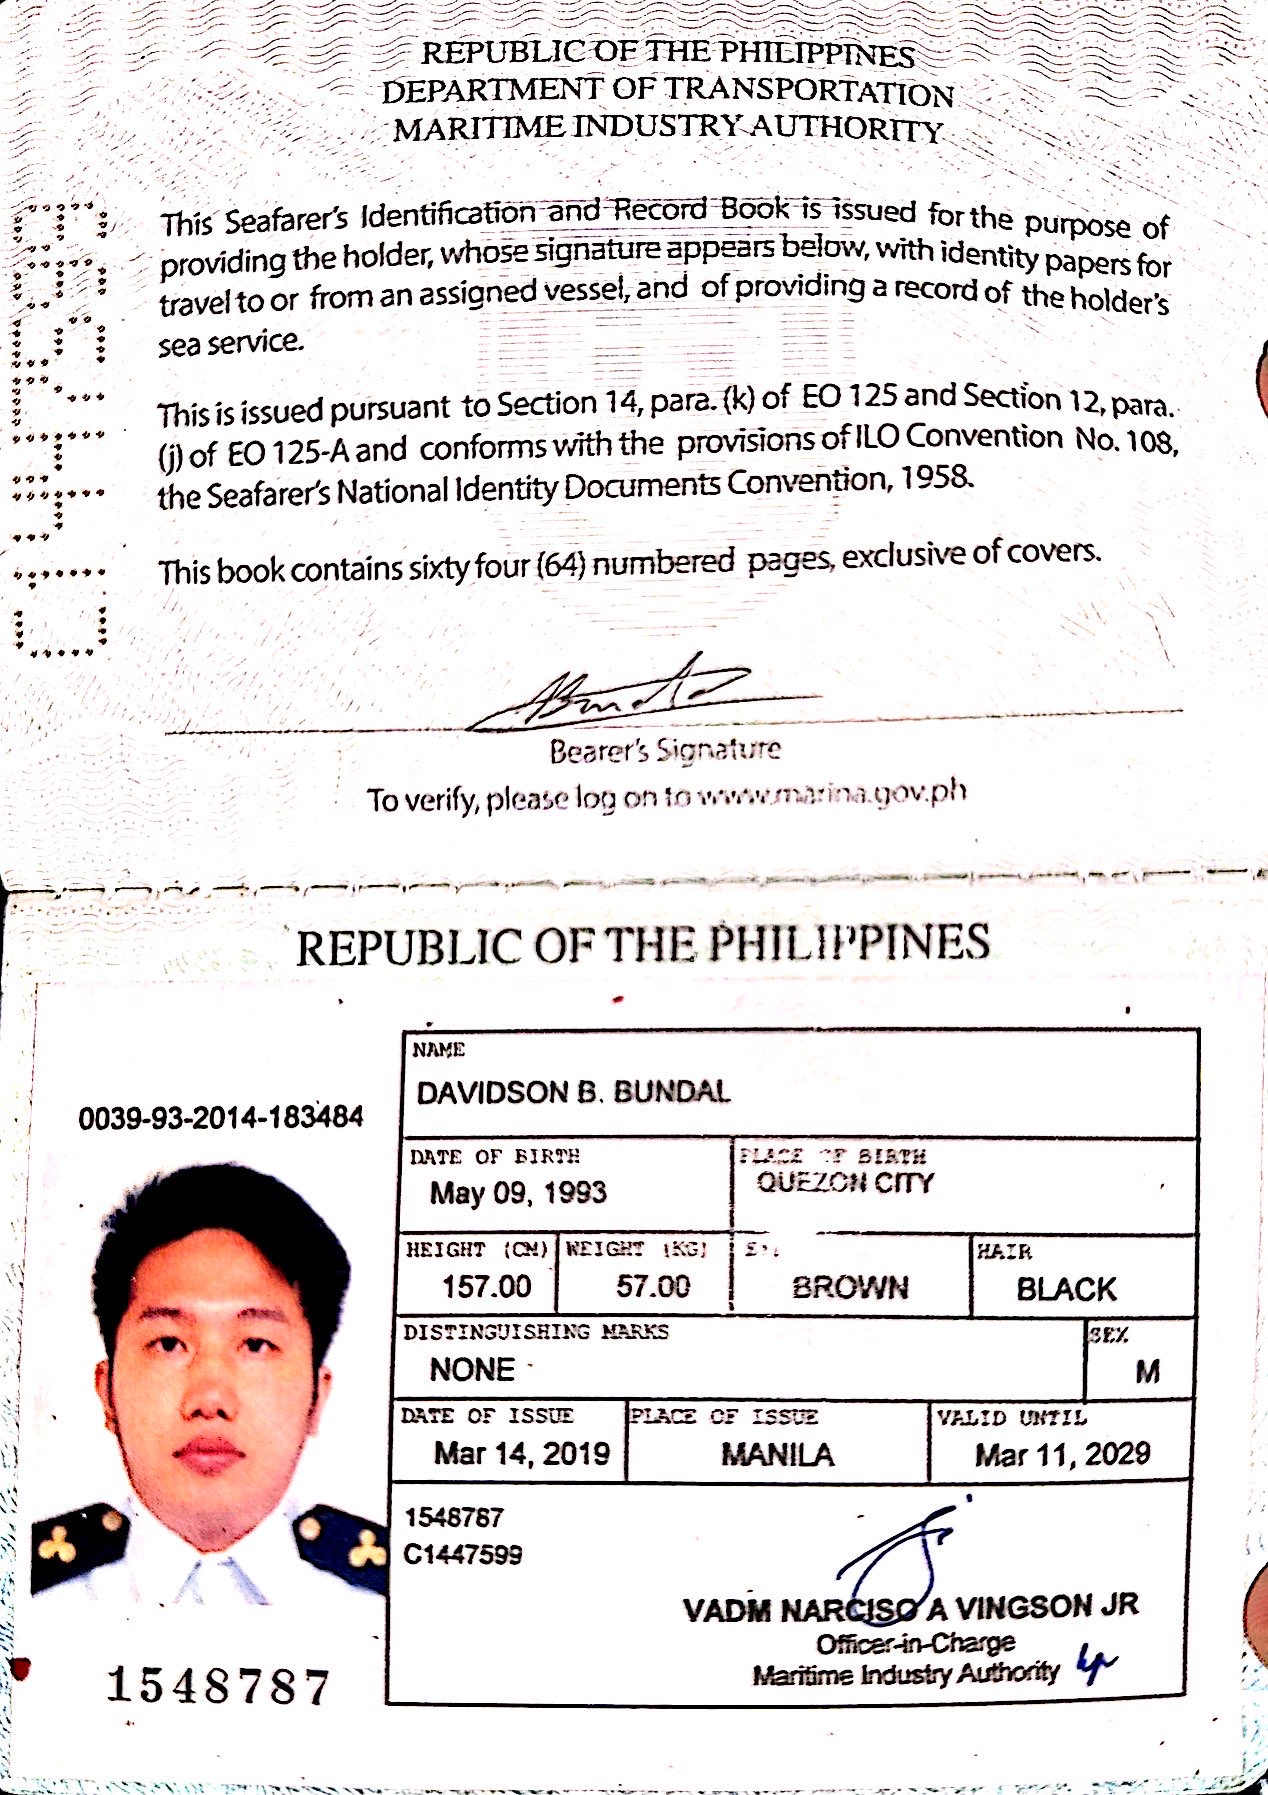 REPUBLIC OF THE PHILIPPINES
DEPARTMENT OF TRANSPORTATION
MARITIME INDUSTRY AUTHORITY
This Seafarer's Identification and Record Book is issued for the purpose of
providing the holder, whose signature appears below, with identity papers for
travel to or from an assigned vessel, and of providing a record of the holder's
sea service.
This is issued pursuant to Section 14, para. (k) of EO 125 and Section 12, para.
(j) of EO 125-A and conforms with the provisions of ILO Convention No. 108,
the Seafarer's National Identity Documents Convention, 1958.
This book contains sixty four (64) numbered pages, exclusive of covers.
Bearer's Signature
To verify, please log on to www.marina.gov.ph
REPUBLIC OF THE PHILIPPINES
NAME
DAVIDSON B. BUNDAL
0039-93-2014-183484
DATE OF BIRTH PLACE OF BIRTH
May 09, 1993 QUEZON CITY
HEIGHT (CM) WEIGHT (KG) HAIR
157.00 57.00 BROWN BLACK
DISTINGUISHING MARKS SEX
NONE M
DATE OF ISSUE PLACE OF ISSUE VALID UNTIL
Mar 14, 2019 MANILA Mar 11, 2029
1548787
C1447599
VADM NARCISO A VINGSON JR
Officer-in-Charge
Maritime Industry Authority
1548787